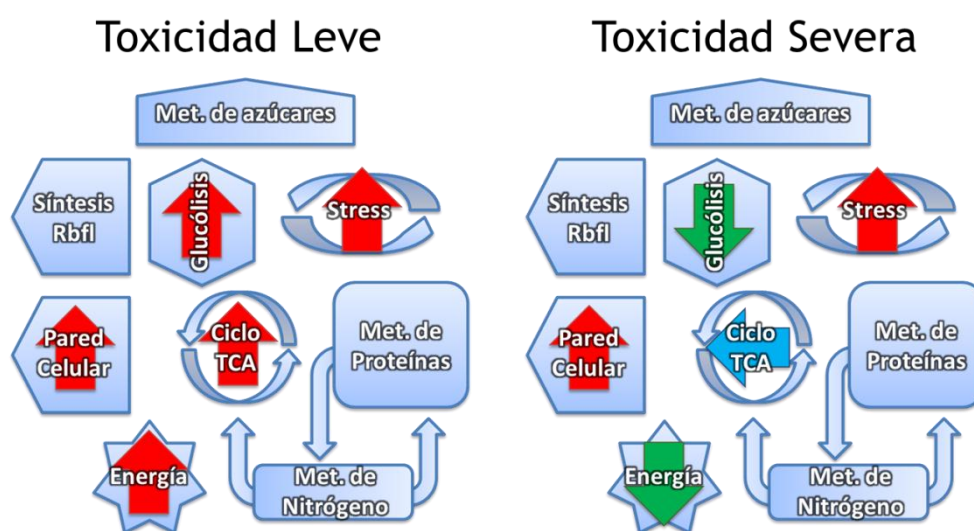 Toxicidad Leve
Met. de azúcares
Síntesis
Rbfl
Glucólisis
Stress
Pared
Celular
Ciclo
TCA
Met. de
Proteínas
Energía
Met. de
Nitrógeno
Toxicidad Severa
Met. de azúcares
Síntesis
Rbfl
Glucólisis
Stress
Pared
Celular
Ciclo
TCA
Met. de
Proteínas
Energía
Met. de
Nitrógeno